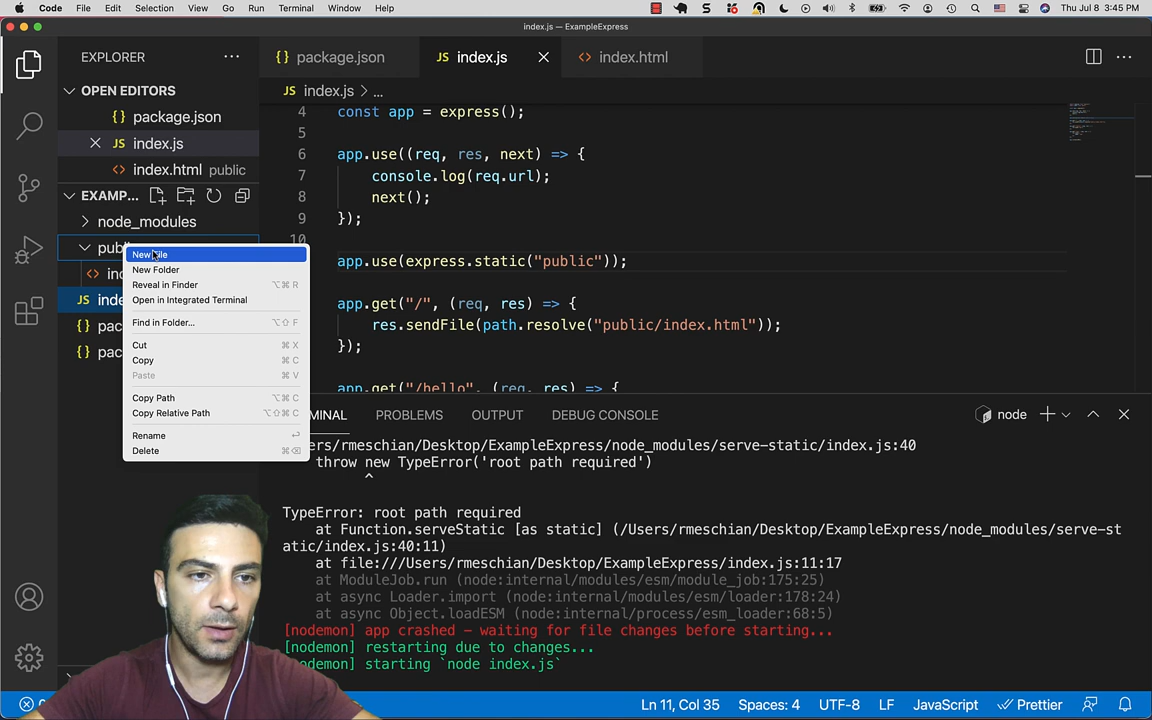 Code File Edit Selection View Go Run Terminal Window Help Thu Jul 8 3:45 PM
index.js — ExampleExpress
EXPLORER
{} package.json
JS index.js
<> index.html
OPEN EDITORS
JS index.js > ...
{} package.json
JS index.js
<> index.html public
EXAMP...
node_modules
New File
New Folder
Reveal in Finder ⌥⌘ R
Open in Integrated Terminal
Find in Folder... ⌥⇧ F
Cut ⌘ X
Copy ⌘ C
Paste ⌘ V
Copy Path ⌥⌘ C
Copy Relative Path ⌥⇧⌘ C
Rename
Delete ⌘⌫
4 const app = express();
5
6 app.use((req, res, next) => {
7 console.log(req.url);
8 next();
9 });
10
app.use(express.static("public"));
app.get("/", (req, res) => {
res.sendFile(path.resolve("public/index.html"));
});
app.get("/hello", (req, res) => {
PROBLEMS OUTPUT DEBUG CONSOLE node
ers/rmeschian/Desktop/ExampleExpress/node_modules/serve-static/index.js:40
throw new TypeError('root path required')
^
TypeError: root path required
at Function.serveStatic [as static] (/Users/rmeschian/Desktop/ExampleExpress/node_modules/serve-st
atic/index.js:40:11)
at file:///Users/rmeschian/Desktop/ExampleExpress/index.js:11:17
at ModuleJob.run (node:internal/modules/esm/module_job:175:25)
at async Loader.import (node:internal/modules/esm/loader:178:24)
at async Object.loadESM (node:internal/process/esm_loader:68:5)
[nodemon] app crashed – waiting for file changes before starting...
[nodemon] restarting due to changes...
nodemon] starting `node index.js`
Ln 11, Col 35 Spaces: 4 UTF-8 LF JavaScript Prettier